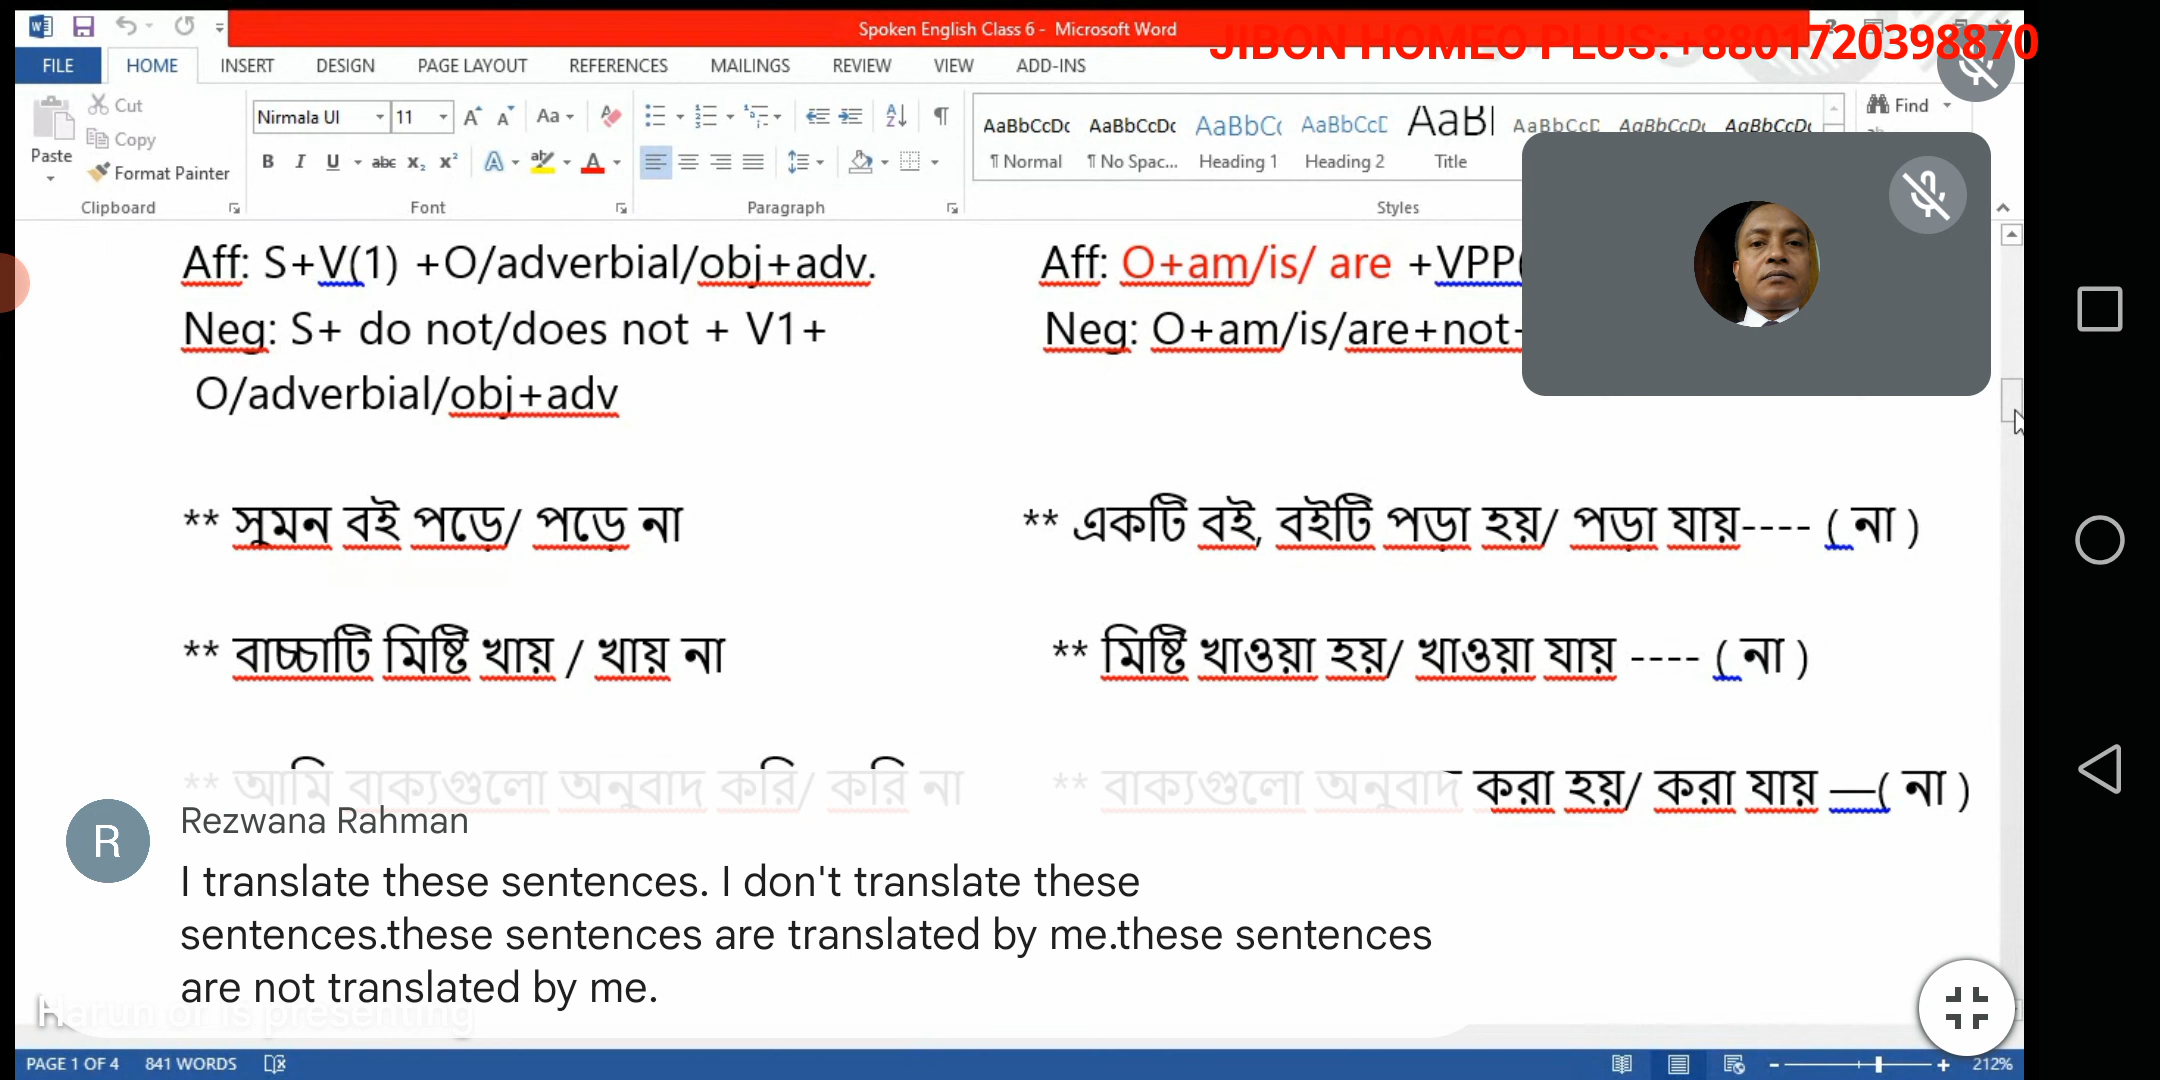 Spoken English Class 6 - Microsoft Word
JIBON HOMEO PLUS:+8801720398870
FILE HOME INSERT DESIGN PAGE LAYOUT REFERENCES MAILINGS REVIEW VIEW ADD-INS
Cut
Copy
Paste
Format Painter
Nirmala UI 11
AaBbCcDc AaBbCcDc AaBbC AaBbCcD AaB AaBbCcD AaBbCcDc AaBbCcDc
¶ Normal ¶ No Spac... Heading 1 Heading 2 Title
Find
Clipboard Font Paragraph Styles
Aff: S+V(1) +O/adverbial/obj+adv.
Neg: S+ do not/does not + V1+
O/adverbial/obj+adv
Aff: O+am/is/ are +VPP(
Neg: O+am/is/are+not
** সুমন বই পড়ে/ পড়ে না
** একটি বই, বইটি পড়া হয়/ পড়া যায়---- ( না )
** বাচ্চাটি মিষ্টি খায় / খায় না
** মিষ্টি খাওয়া হয়/ খাওয়া যায় ---- ( না )
** আমি বাক্যগুলো অনুবাদ করি/ করি না
** বাক্যগুলো অনুবাদ করা হয়/ করা যায় —( না )
R
Rezwana Rahman
I translate these sentences. I don't translate these
sentences.these sentences are translated by me.these sentences
are not translated by me.
Harun or is presenting
PAGE 1 OF 4 841 WORDS
212%